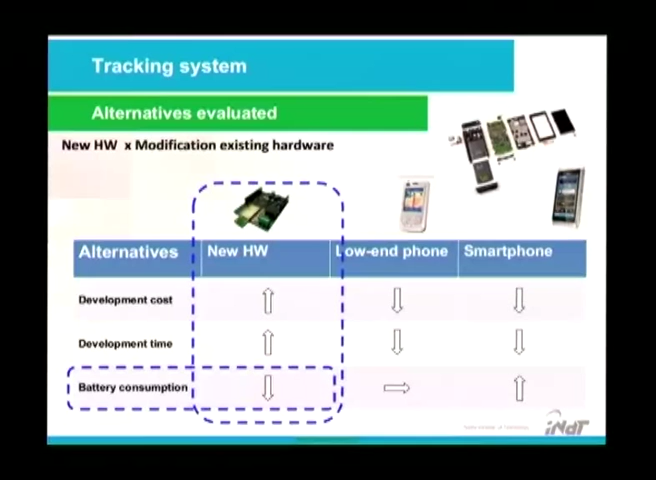 Tracking system
Alternatives evaluated
New HW x Modification existing hardware
Alternatives New HW Low-end phone Smartphone
Development cost
Development time
Battery consumption
iNdT